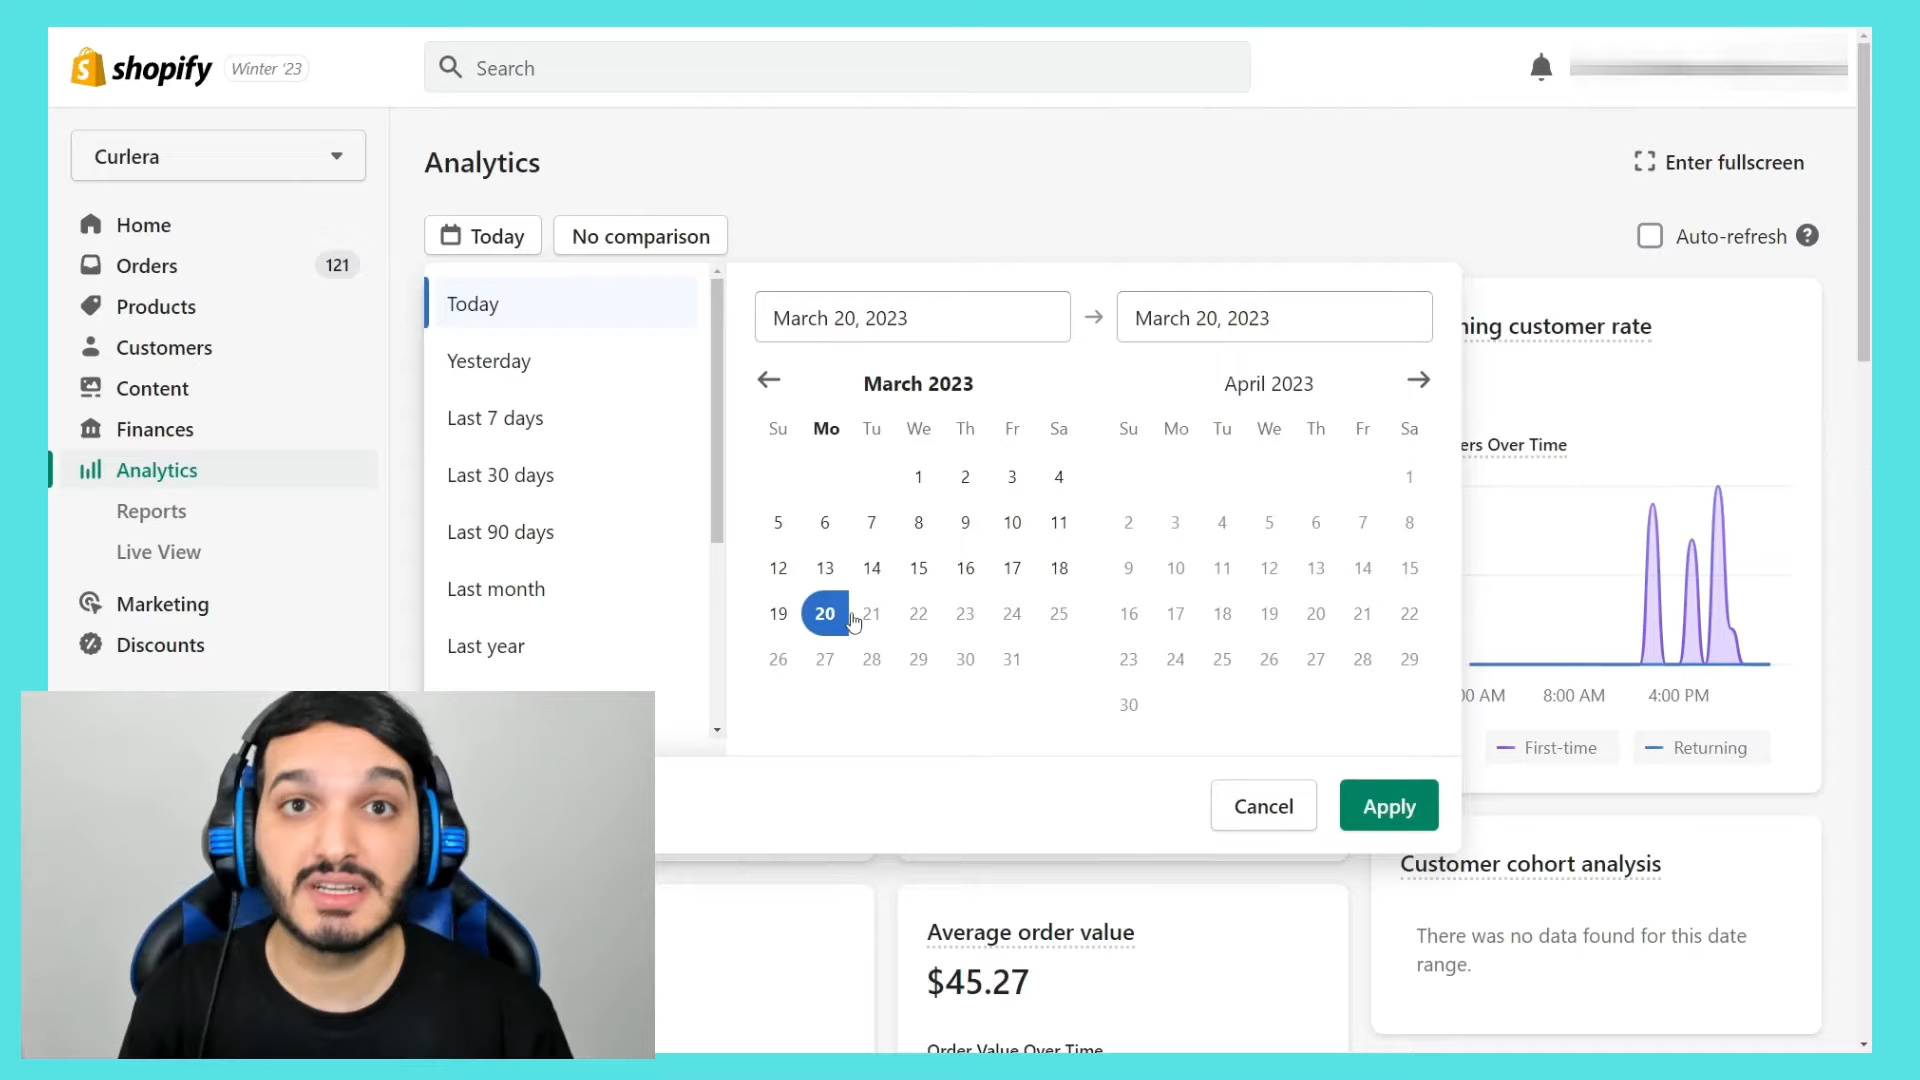 shopify Winter '23
Search
Curlera
Home
Orders 121
Products
Customers
Content
Finances
Analytics
Reports
Live View
Marketing
Discounts
Analytics
Enter fullscreen
Today No comparison
Auto-refresh ?
Today
Yesterday
Last 7 days
Last 30 days
Last 90 days
Last month
Last year
March 20, 2023 → March 20, 2023
← March 2023
Su Mo Tu We Th Fr Sa
1 2 3 4
5 6 7 8 9 10 11
12 13 14 15 16 17 18
19 20 21 22 23 24 25
26 27 28 29 30 31
April 2023 →
Su Mo Tu We Th Fr Sa
1
2 3 4 5 6 7 8
9 10 11 12 13 14 15
16 17 18 19 20 21 22
23 24 25 26 27 28 29
30
Cancel Apply
customer rate
Over Time
AM 8:00 AM 4:00 PM
First-time Returning
Customer cohort analysis
There was no data found for this date
range.
Average order value
$45.27
Order Value Over Time